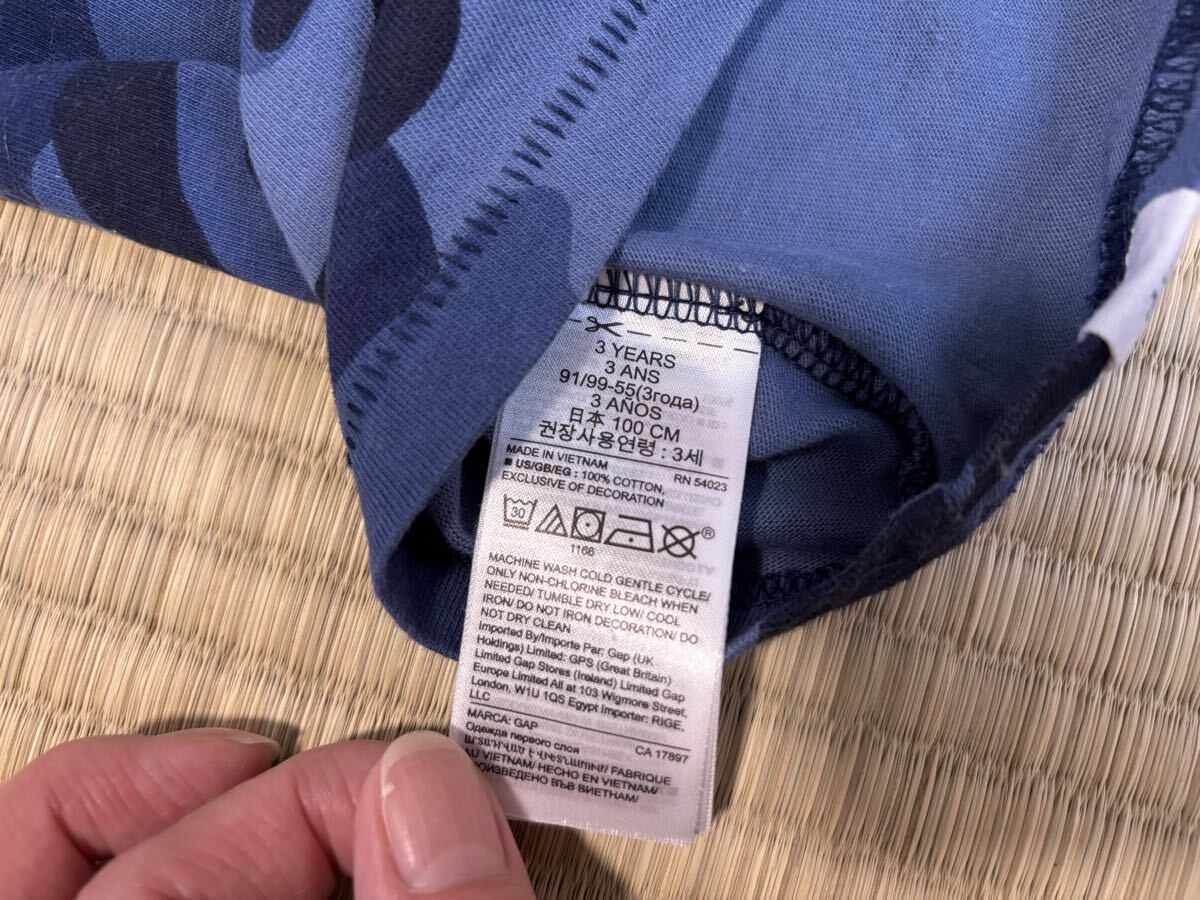 3 YEARS
3 ANS
91/99-55(3года)
3 AÑOS
日本 100 CM
권장사용연령 : 3세
MADE IN VIETNAM
RN 54023
■ US/GB/EG : 100% COTTON,
EXCLUSIVE OF DECORATION
30
®
1166
MACHINE WASH COLD GENTLE CYCLE/
ONLY NON-CHLORINE BLEACH WHEN
NEEDED/ TUMBLE DRY LOW/ COOL
IRON/ DO NOT IRON DECORATION/ DO
NOT DRY CLEAN
Imported By/Importe Par: Gap (UK
Holdings) Limited: GPS (Great Britain)
Limited Gap Stores (Ireland) Limited Gap
Europe Limited All at 103 Wigmore Street,
London, W1U 1QS Egypt Importer: RIGE,
LLC
MARCA: GAP
CA 17897
Одежда первого слоя
ԱՐՏԱԴՐՎԱԾ Է ՎԻԵՏՆԱՄՈՒՄ/ FABRIQUE
AU VIETNAM/ HECHO EN VIETNAM/
ПОИЗВЕДЕНО ВЪВ ВИЕТНАМ/